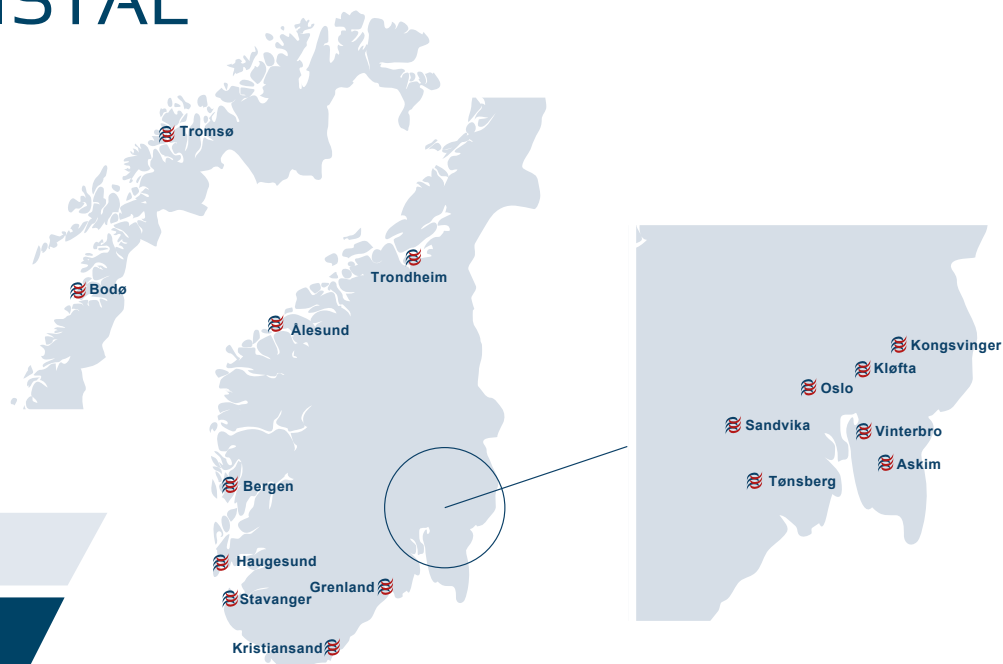 Tromsø
Bodø
Trondheim
Ålesund
Bergen
Haugesund
Grenland
Stavanger
Kristiansand
Kongsvinger
Kløfta
Oslo
Sandvika
Vinterbro
Askim
Tønsberg